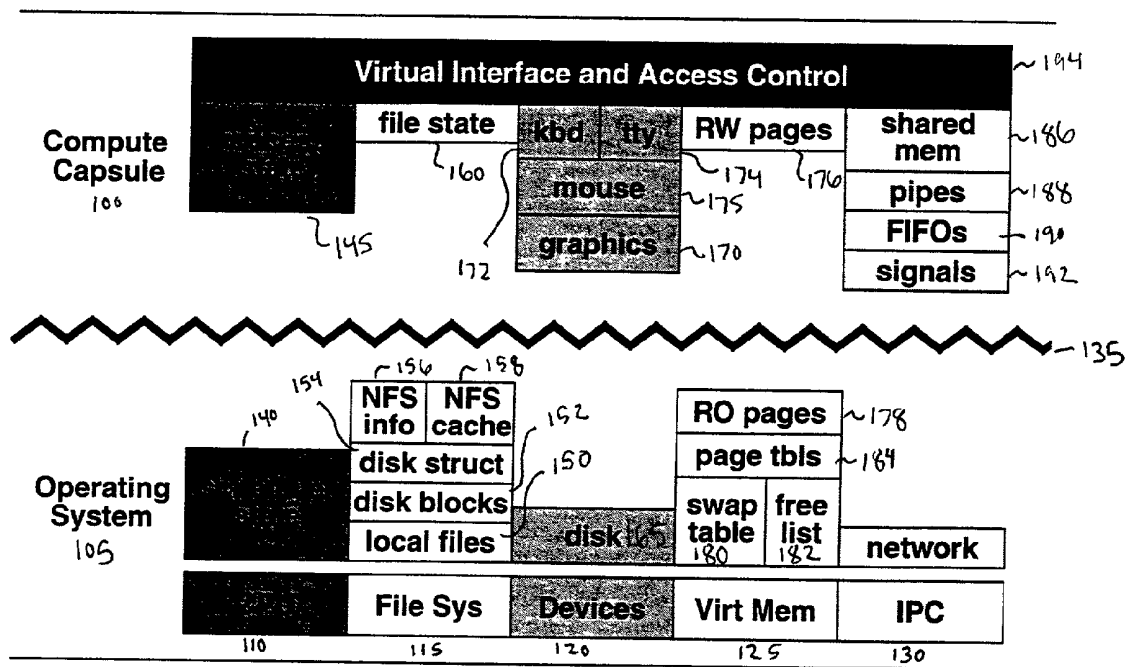 Virtual Interface and Access Control
194
Compute
Capsule
100
file state
kbd
tty
RW pages
shared
mem
186
160
174
176
mouse
175
pipes
188
145
172
graphics
170
FIFOs
190
signals
192
135
154
156
158
NFS
info
NFS
cache
152
RO pages
178
140
disk struct
150
page tbls
184
Operating
System
105
disk blocks
local files
disk 165
swap
table
180
free
list
182
network
File Sys
Devices
Virt Mem
IPC
110
115
120
125
130